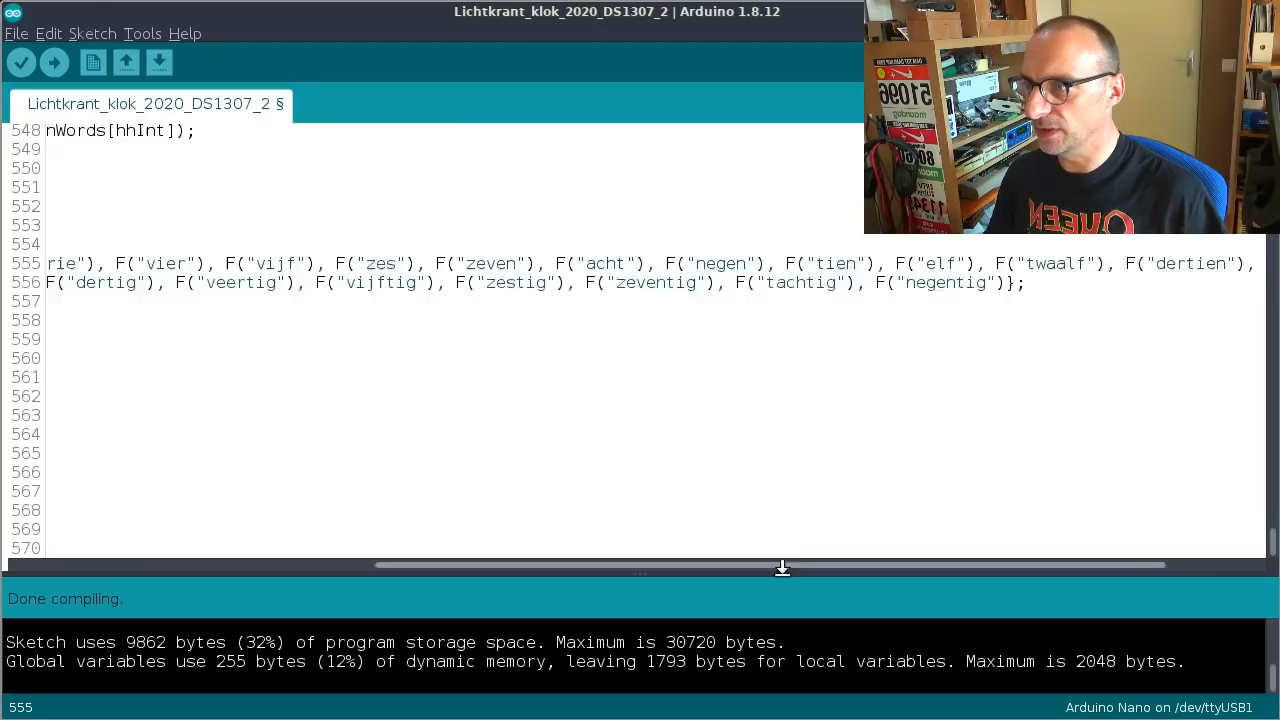 Lichtkrant_klok_2020_DS1307_2 | Arduino 1.8.12
File Edit Sketch Tools Help
Lichtkrant_klok_2020_DS1307_2 §
548 nWords[hhInt]);
549
550
551
552
553
554
555 rie"), F("vier"), F("vijf"), F("zes"), F("zeven"), F("acht"), F("negen"), F("tien"), F("elf"), F("twaalf"), F("dertien"),
556 F("dertig"), F("veertig"), F("vijftig"), F("zestig"), F("zeventig"), F("tachtig"), F("negentig")};
557
558
559
560
561
562
563
564
565
566
567
568
569
570
51096
QUEEN
Done compiling.
Sketch uses 9862 bytes (32%) of program storage space. Maximum is 30720 bytes.
Global variables use 255 bytes (12%) of dynamic memory, leaving 1793 bytes for local variables. Maximum is 2048 bytes.
555
Arduino Nano on /dev/ttyUSB1